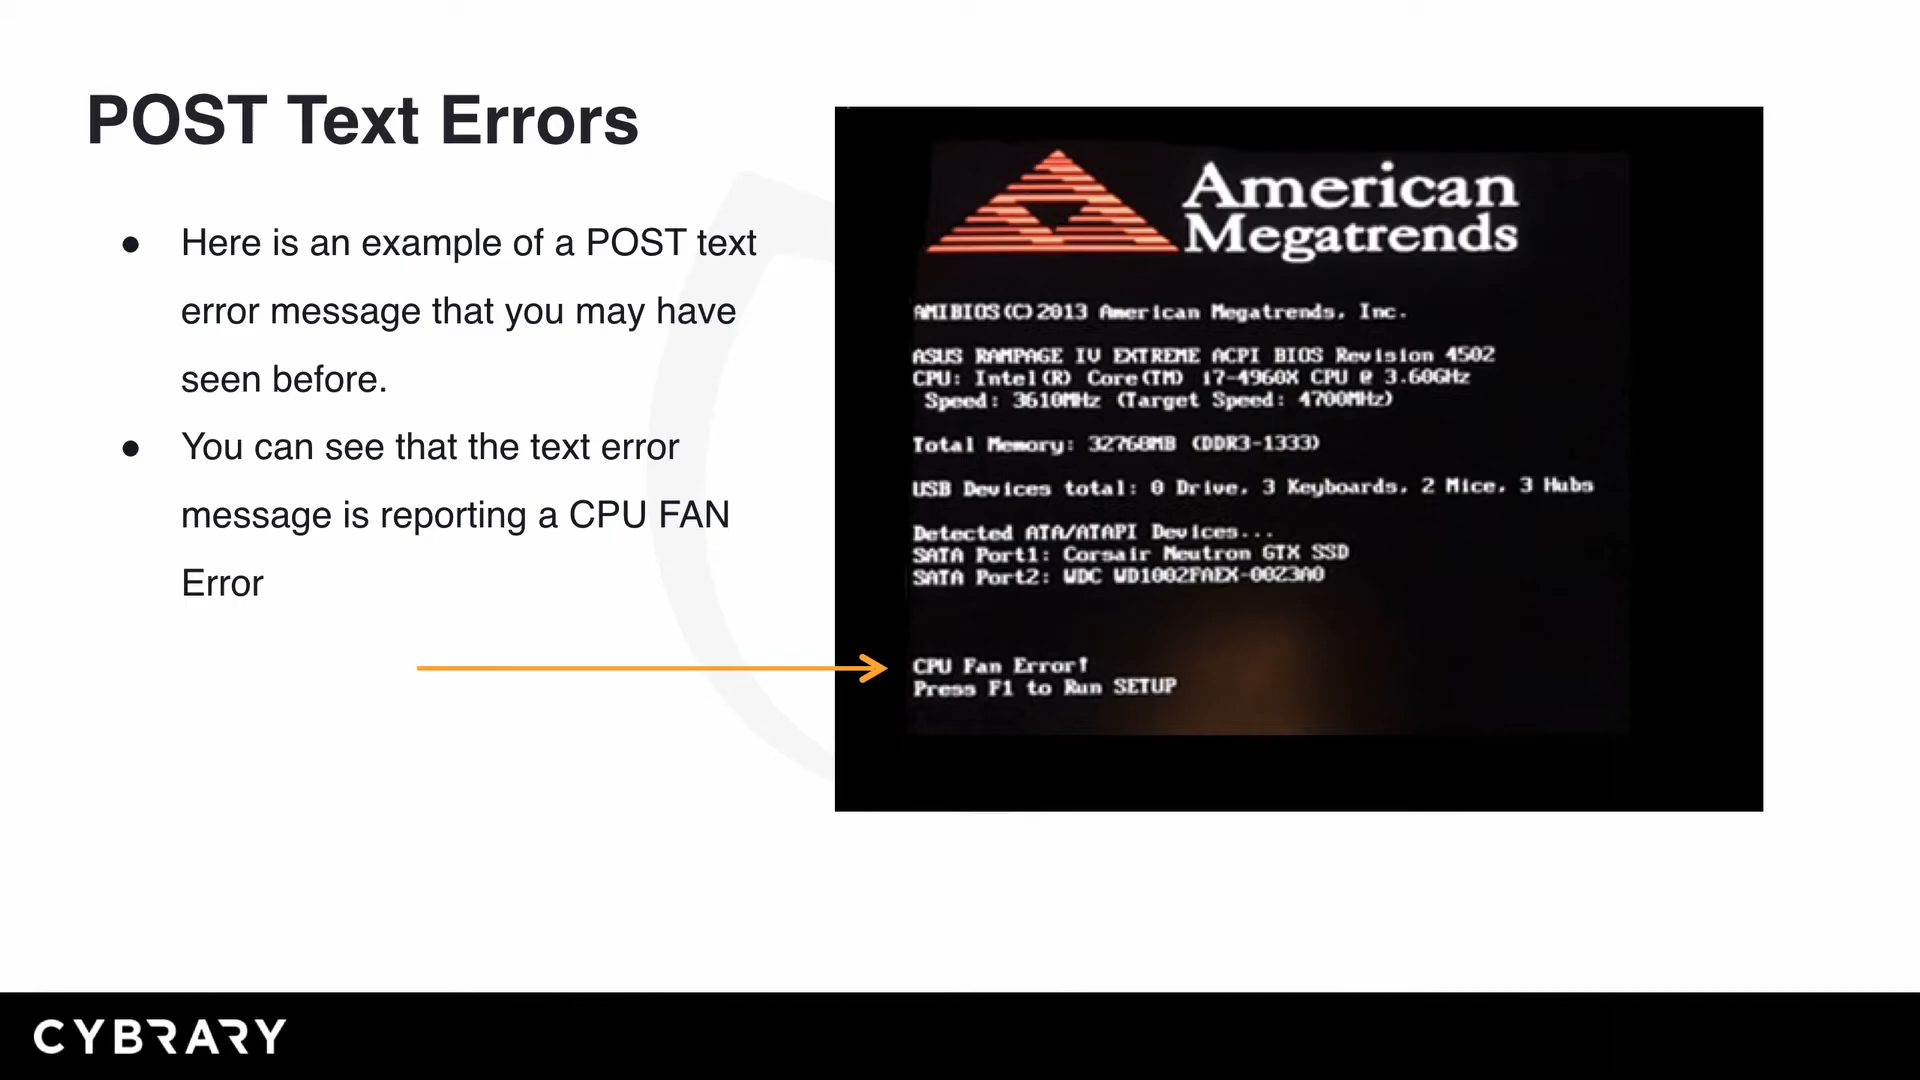 POST Text Errors
● Here is an example of a POST text
error message that you may have
seen before.
● You can see that the text error
message is reporting a CPU FAN
Error
American
Megatrends
AMIBIOS(C)2013 American Megatrends, Inc.
ASUS RAMPAGE IV EXTREME ACPI BIOS Revision 4502
CPU: Intel(R) Core(TM) i7-4960X CPU @ 3.60GHz
Speed: 3610MHz (Target Speed: 4700MHz)
Total Memory: 32768MB (DDR3-1333)
USB Devices total: 0 Drive, 3 Keyboards, 2 Mice, 3 Hubs
Detected ATA/ATAPI Devices...
SATA Port1: Corsair Neutron GTX SSD
SATA Port2: WDC WD1002FAEX-00Z3A0
CPU Fan Error!
Press F1 to Run SETUP
CYBRARY